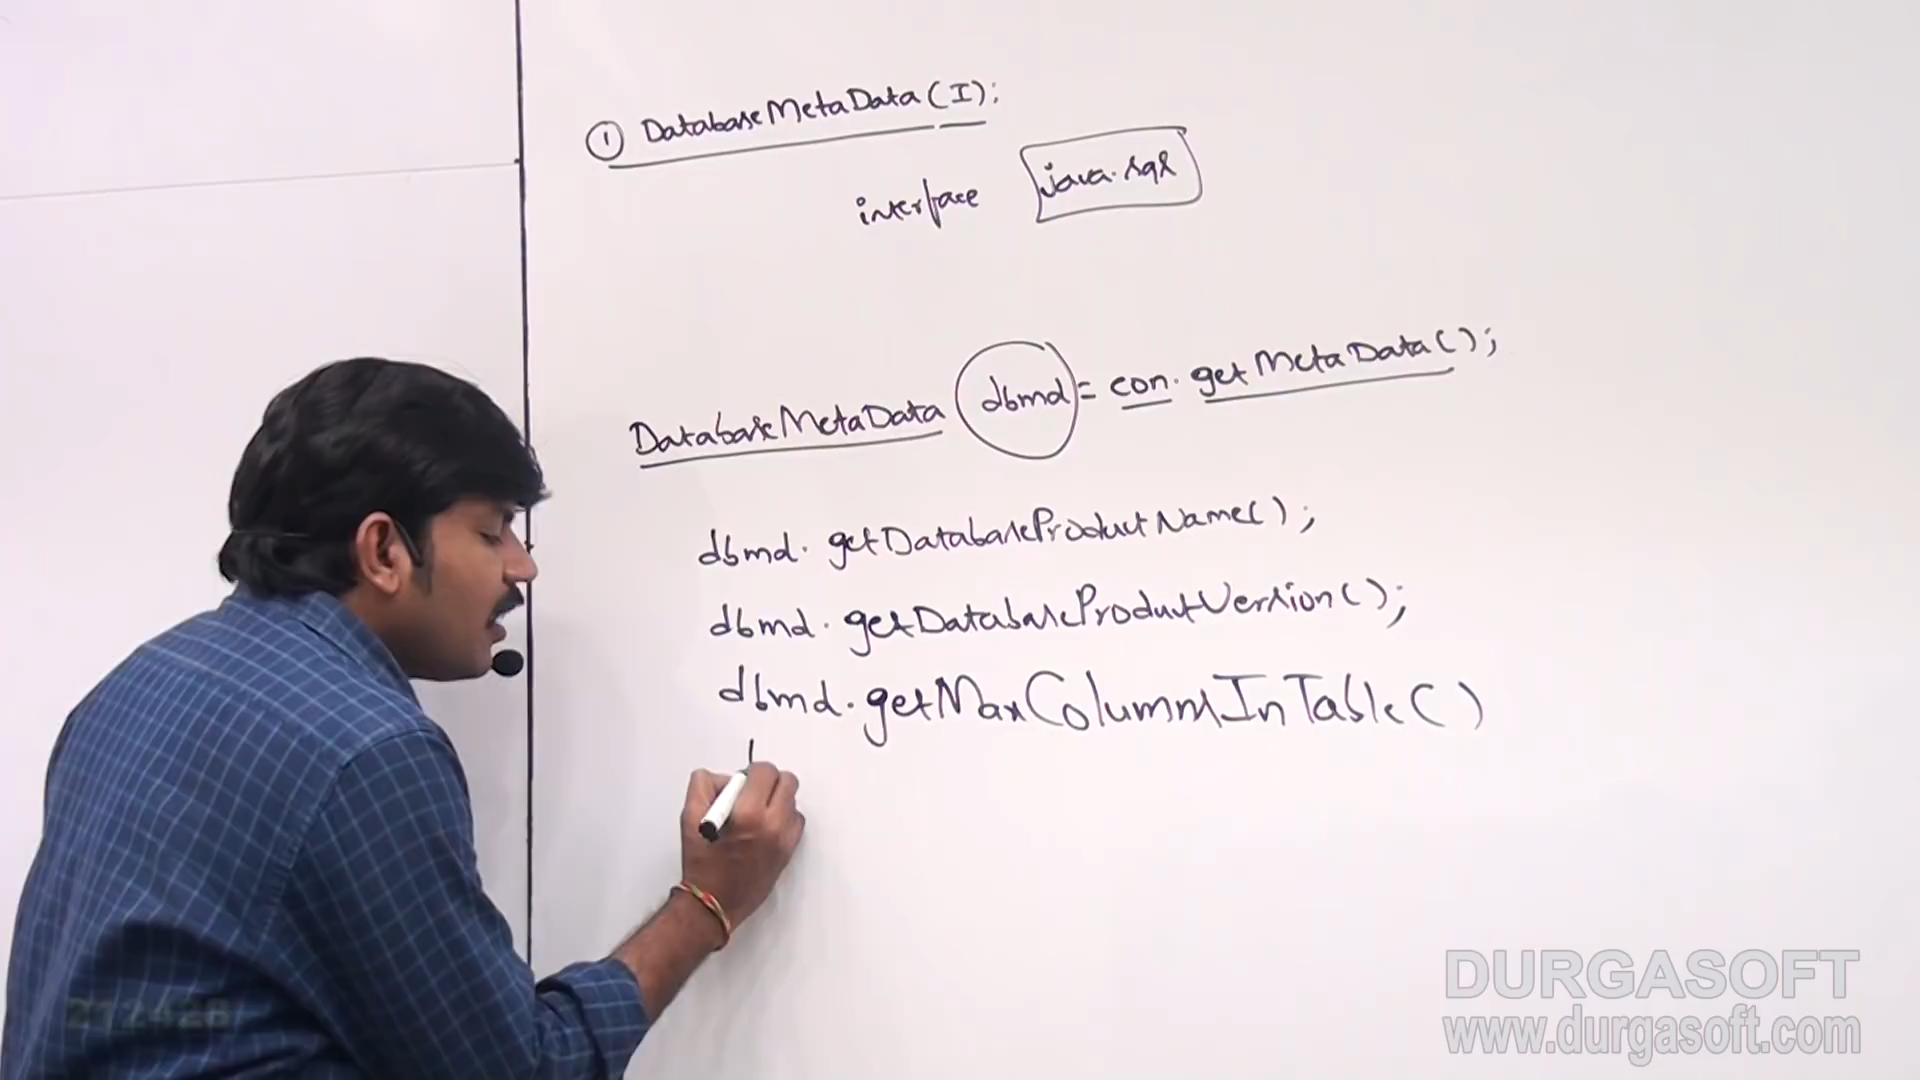 ① DatabaseMetaData (I):
interface java.sql
DatabaseMetaData dbmd = con. getMetaData();
dbmd. getDatabaseProductName();
dbmd. getDatabaseProductVersion();
dbmd. getMaxColumnsInTable()
212428
DURGASOFT
www.durgasoft.com